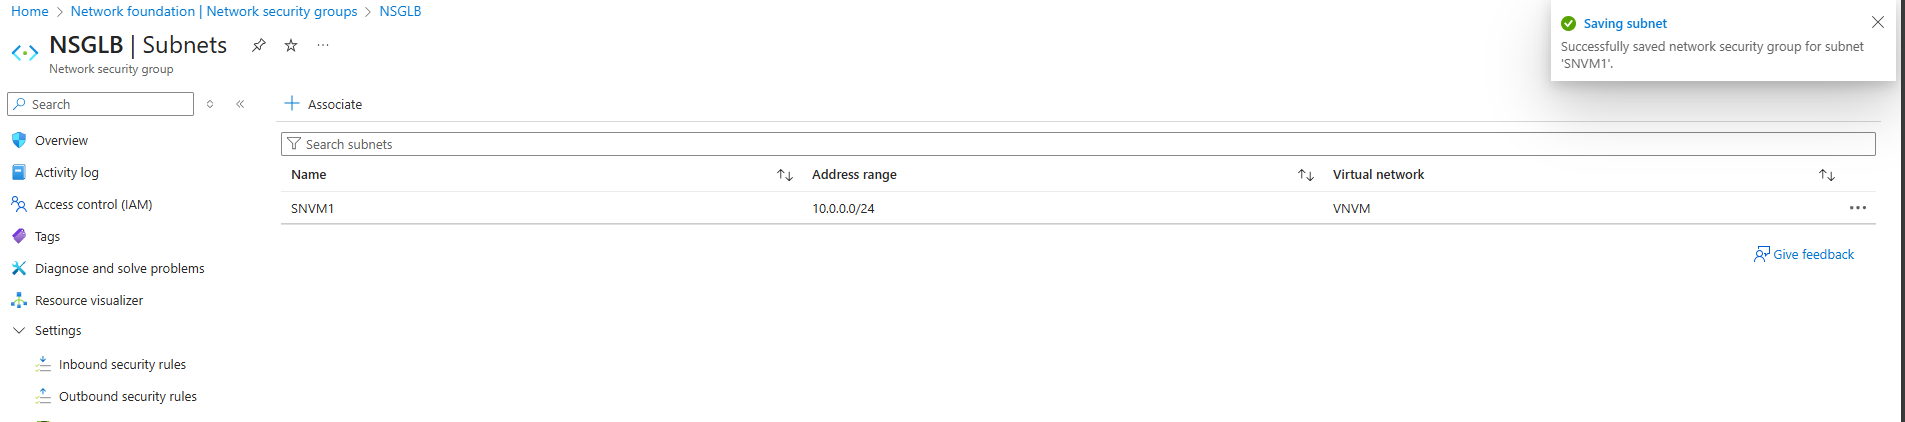 Home > Network foundation | Network security groups > NSGLB
NSGLB | Subnets
Network security group
Saving subnet
Successfully saved network security group for subnet
'SNVM1'.
Search
Overview
Activity log
Access control (IAM)
Tags
Diagnose and solve problems
Resource visualizer
Settings
Inbound security rules
Outbound security rules
Associate
Search subnets
Name Address range Virtual network
SNVM1 10.0.0.0/24 VNVM
Give feedback